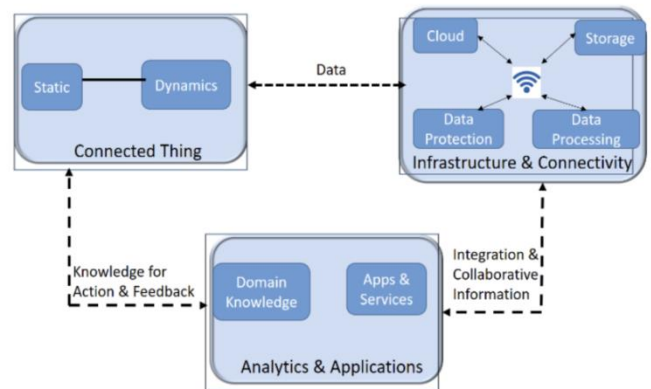 Static
Dynamics
Connected Thing
Data
Cloud
Storage
Data
Protection
Data
Processing
Infrastructure & Connectivity
Knowledge for
Action & Feedback
Domain
Knowledge
Apps &
Services
Analytics & Applications
Integration &
Collaborative
Information